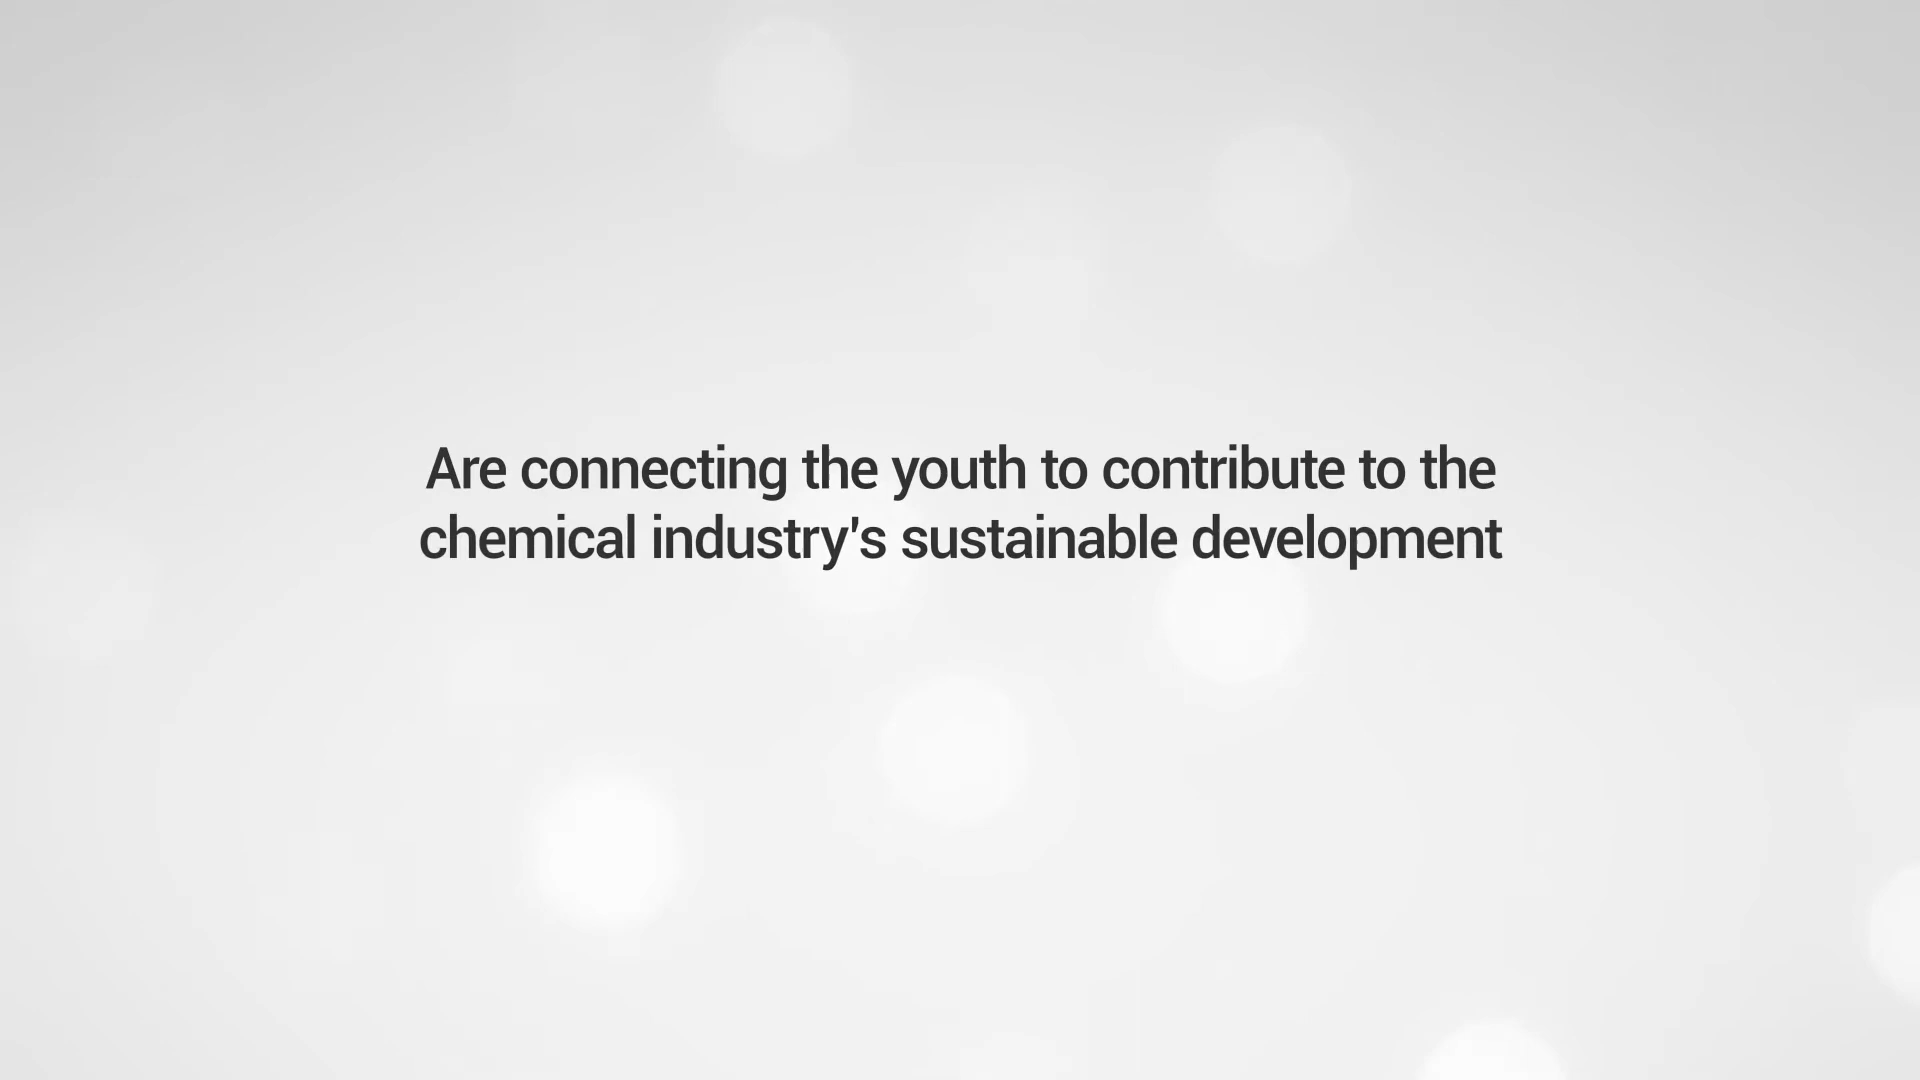 Are connecting the youth to contribute to the
chemical industry's sustainable development